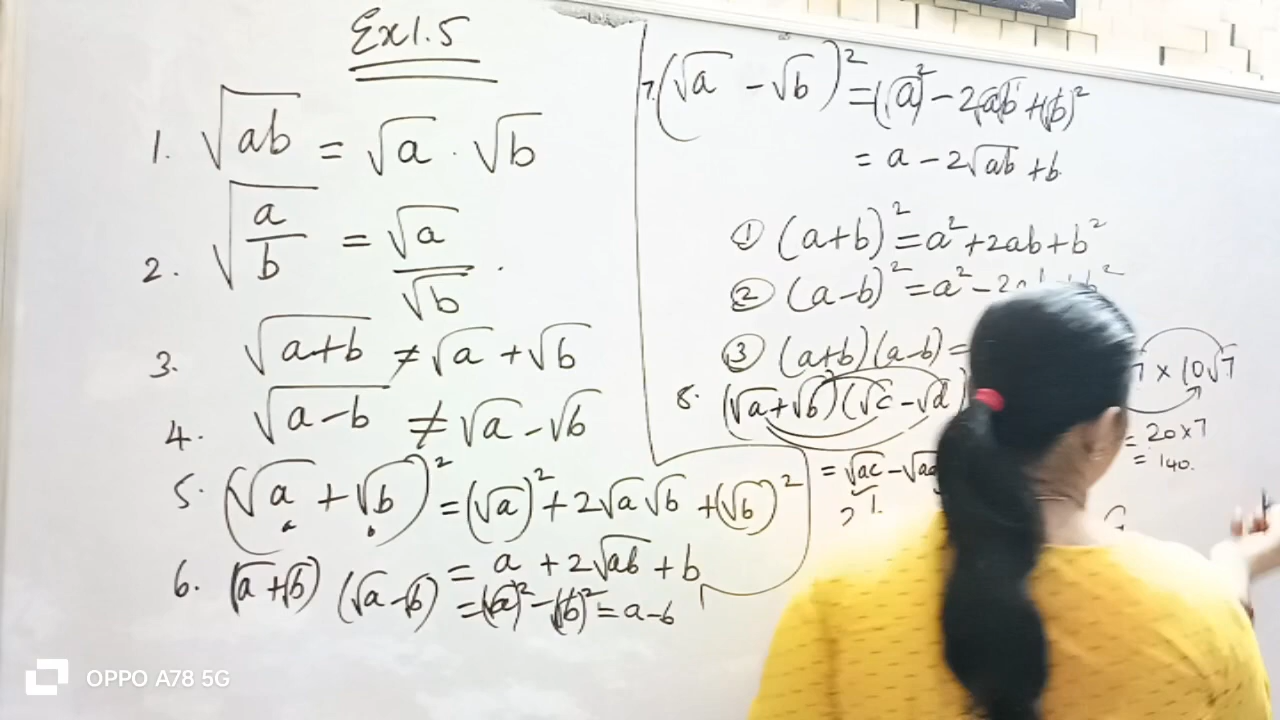 Ex 1.5
1. √ab = √a . √b
2. √(a/b) = √a/√b .
3. √a+b ≠ √a + √b
4. √a-b ≠ √a - √b
5. (√a + √b)² = (√a)² + 2√a√b + (√b)²
= a + 2√ab + b
6. (√a + √b) (√a - √b) = (√a)² - (√b)² = a - b
7. (√a - √b)² = (√a)² - 2√a√b + (√b)²
= a - 2√ab + b
① (a+b)² = a² + 2ab + b²
② (a-b)² = a² -
③ (a+b)(a-b) =
8. (√a + √b)(√c - √d)
= √ac -
7 × 10√7
= 20 × 7
= 140.
OPPO A78 5G